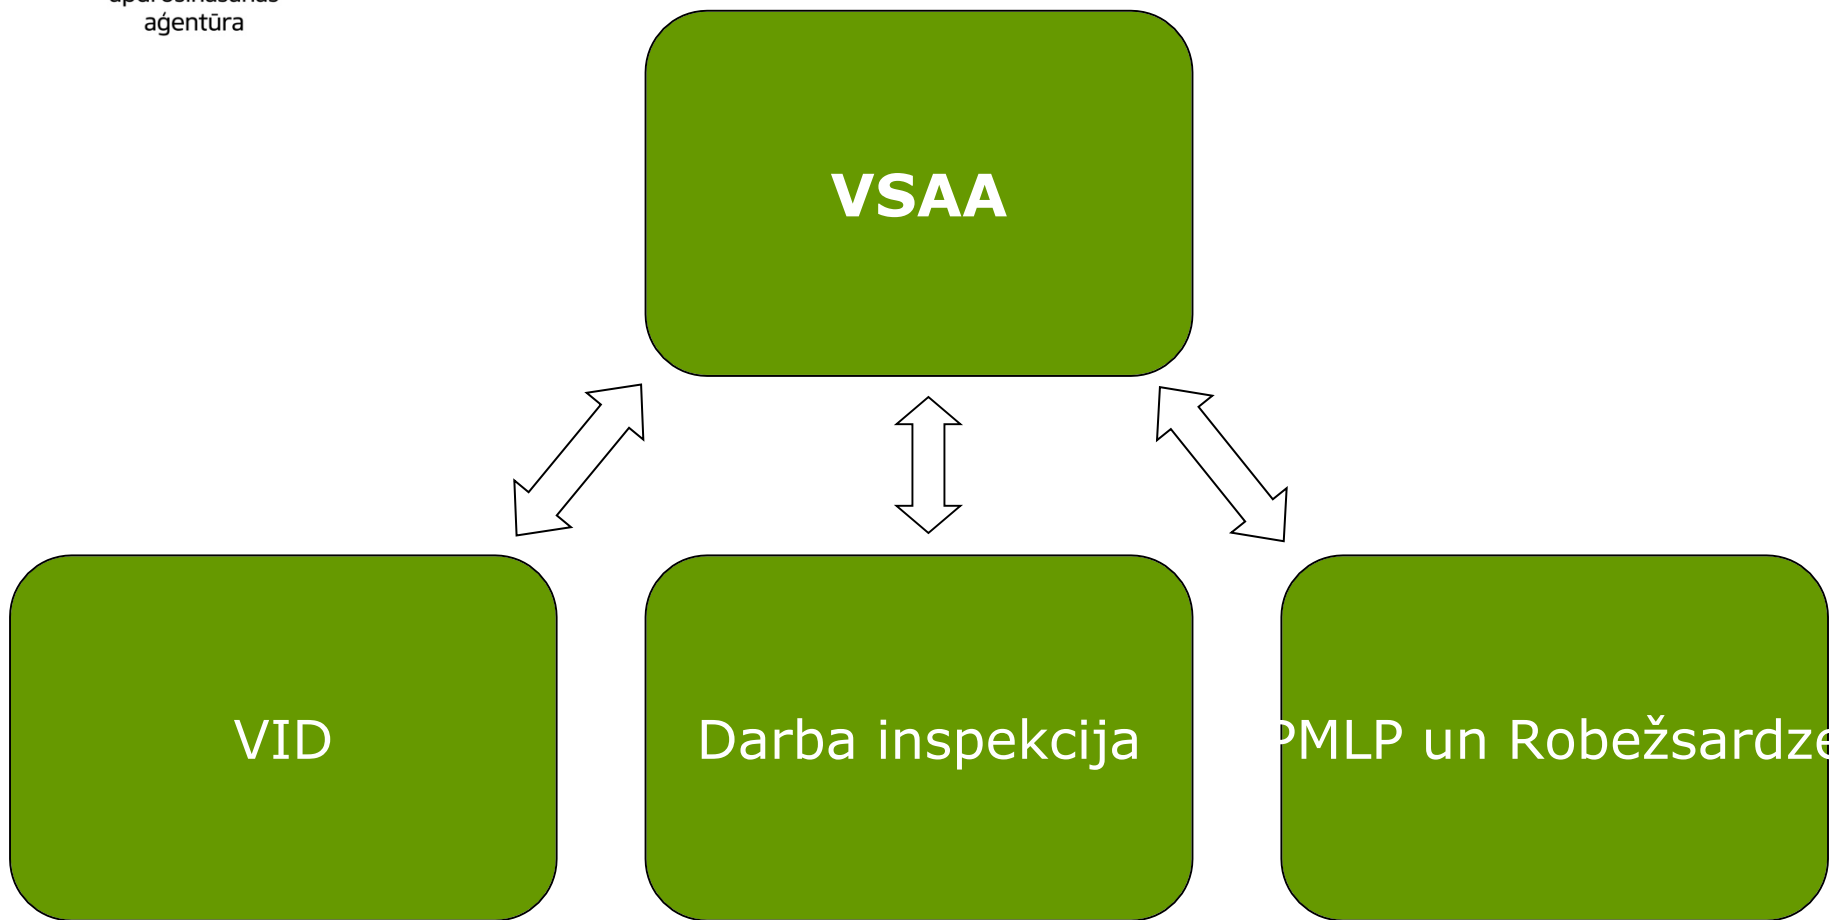 aģentūra
VSAA
VID
Darba inspekcija
PMLP un Robežsardze